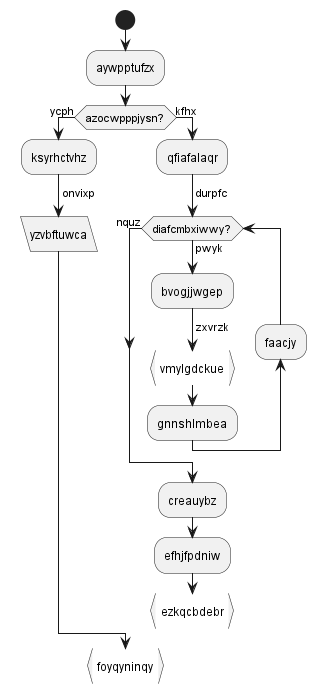 aywpptufzx
azocwpppjysn?
ycph
kfhx
ksyrhctvhz
qfiafalaqr
onvixp
durpfc
yzvbftuwca
nquz
diafcmbxiwwy?
pwyk
bvogjjwgep
zxvrzk
faacjy
vmylgdckue
gnnshlmbea
creauybz
efhjfpdniw
ezkqcbdebr
foyqyninqy